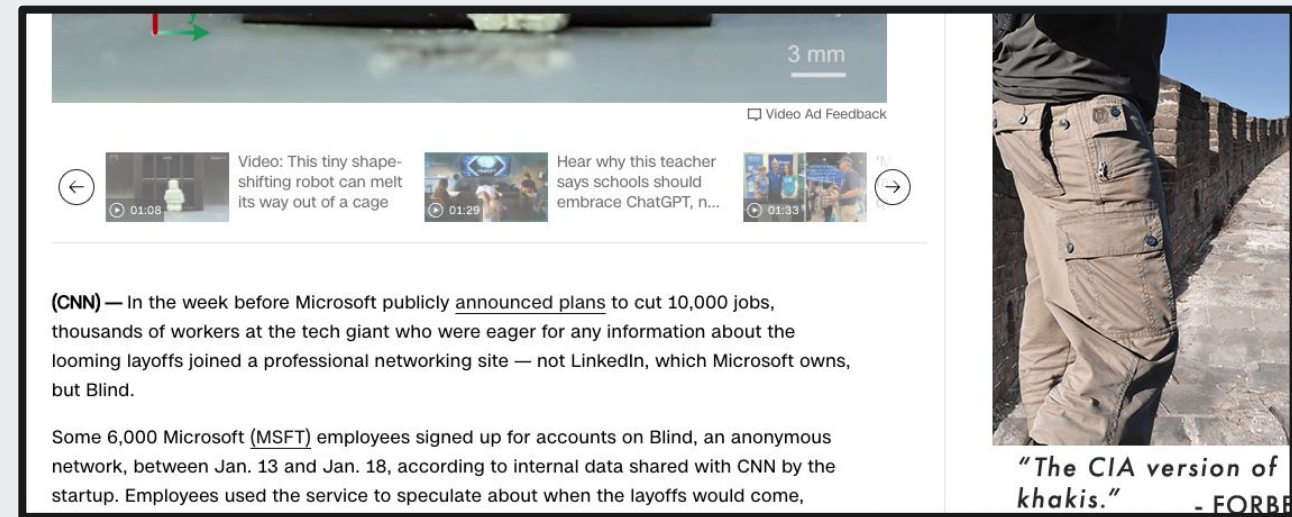 y
3 mm
Video Ad Feedback
01:08
Video: This tiny shape-
shifting robot can melt
its way out of a cage
01:29
Hear why this teacher
says schools should
embrace ChatGPT, n...
01:33
'M
(CNN) — In the week before Microsoft publicly announced plans to cut 10,000 jobs,
thousands of workers at the tech giant who were eager for any information about the
looming layoffs joined a professional networking site — not LinkedIn, which Microsoft owns,
but Blind.
Some 6,000 Microsoft (MSFT) employees signed up for accounts on Blind, an anonymous
network, between Jan. 13 and Jan. 18, according to internal data shared with CNN by the
startup. Employees used the service to speculate about when the layoffs would come,
"The CIA version of
khakis." - FORBE